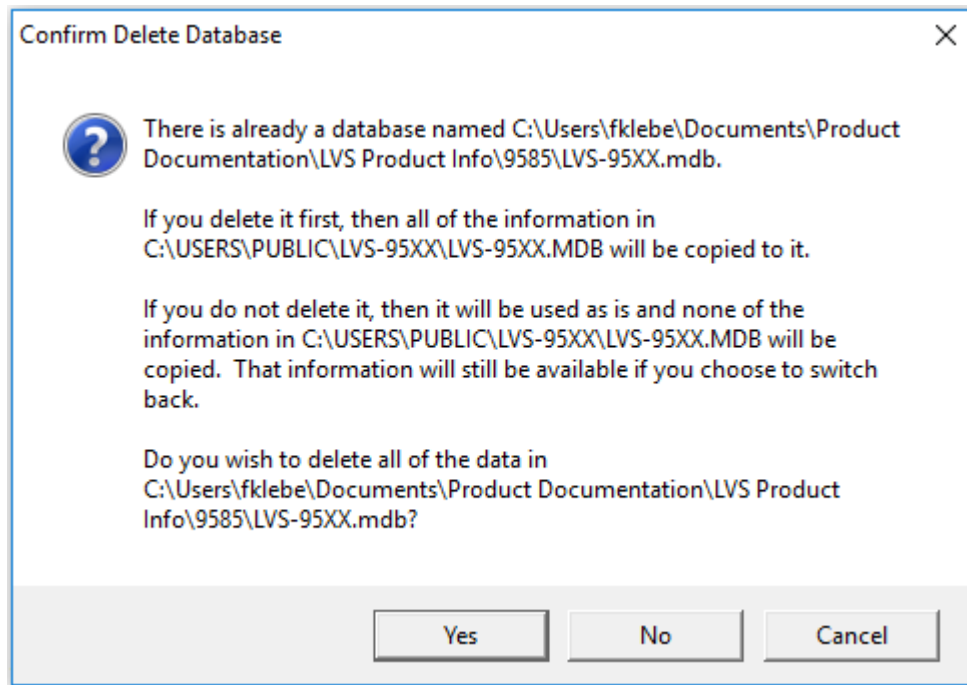 Confirm Delete Database
There is already a database named C:\Users\fklebe\Documents\Product
Documentation\LVS Product Info\9585\LVS-95XX.mdb.
If you delete it first, then all of the information in
C:\USERS\PUBLIC\LVS-95XX\LVS-95XX.MDB will be copied to it.
If you do not delete it, then it will be used as is and none of the
information in C:\USERS\PUBLIC\LVS-95XX\LVS-95XX.MDB will be
copied.  That information will still be available if you choose to switch
back.
Do you wish to delete all of the data in
C:\Users\fklebe\Documents\Product Documentation\LVS Product
Info\9585\LVS-95XX.mdb?
Yes No Cancel